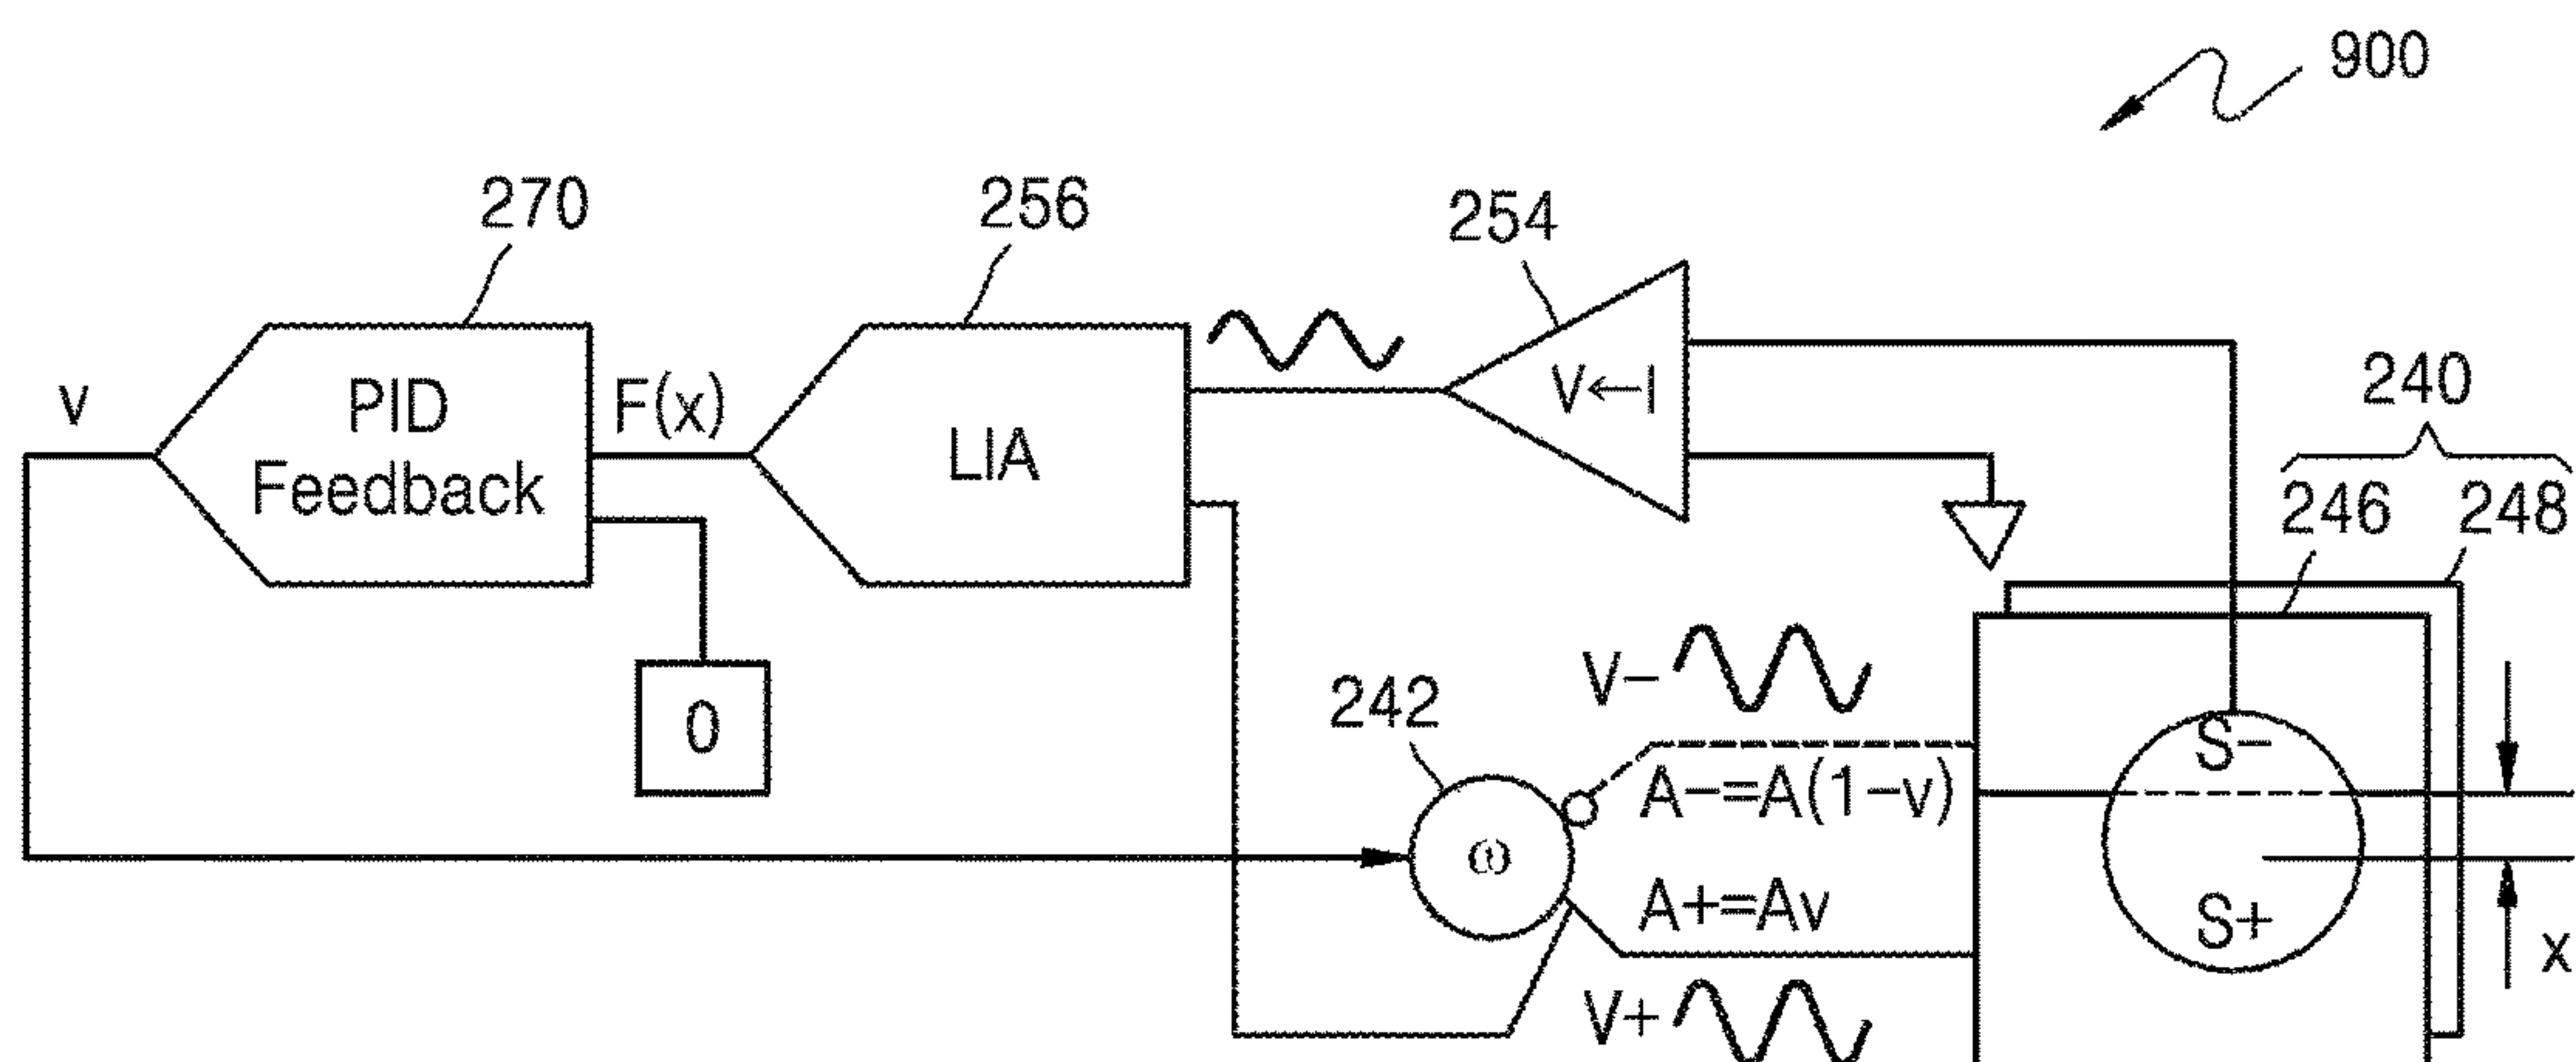 900
270
256
254
240
246 248
v
PID
Feedback
F(x)
LIA
V←I
0
242
V-
A-=A(1-v)
ω
A+=Av
V+
S-
S+
x